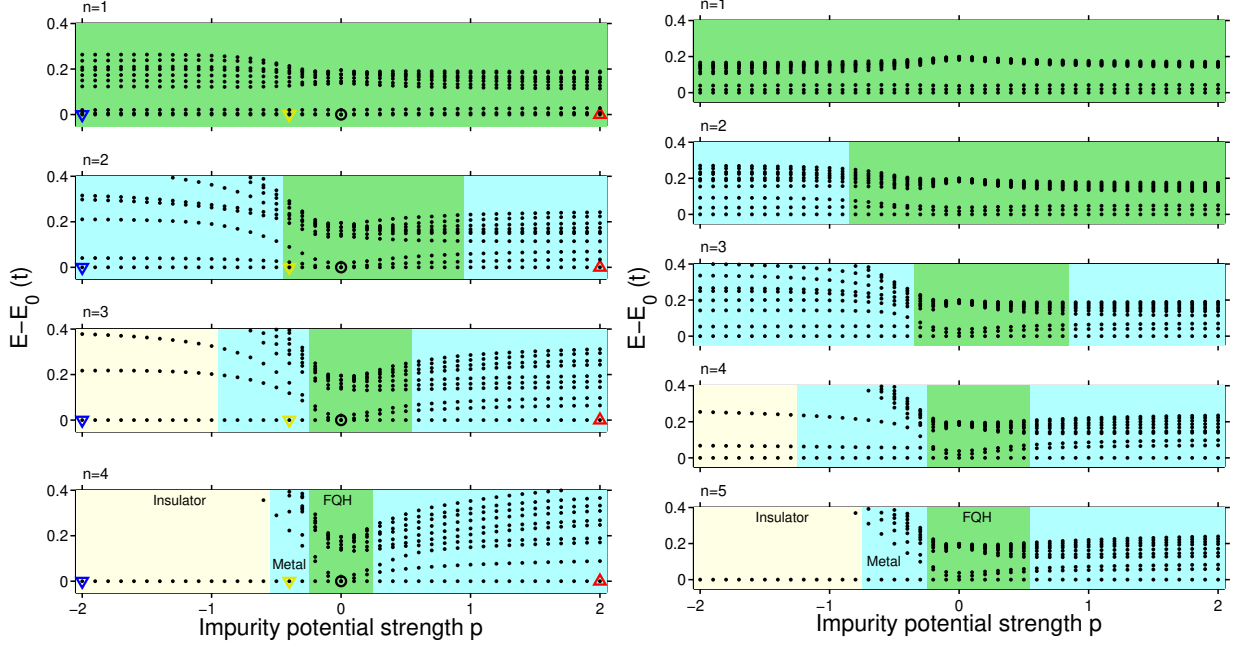 n=1
0.4
0.2
0
n=2
0.4
0.2
0
n=3
0.4
0.2
0
n=4
0.4
0.2
0
Insulator
FQH
Metal
−2
−1
0
1
2
E−E0 (t)
Impurity potential strength p
n=1
0.4
0.2
0
n=2
0.4
0.2
0
n=3
0.4
0.2
0
n=4
0.4
0.2
0
n=5
0.4
0.2
0
Insulator
FQH
Metal
−2
−1
0
1
2
E−E0 (t)
Impurity potential strength p